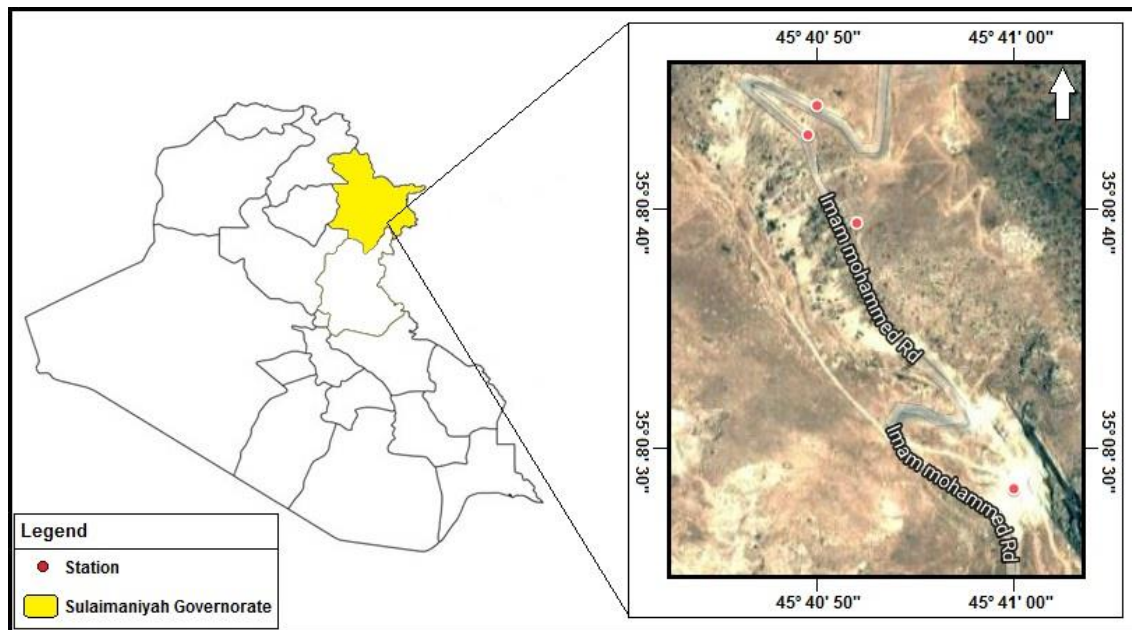 45° 40' 50"
45° 41' 00"
35° 08' 40"
35° 08' 40"
Imam mohammed Rd
35° 08' 30"
35° 08' 30"
Imam mohammed Rd
45° 40' 50"
45° 41' 00"
Legend
Station
Sulaimaniyah Governorate